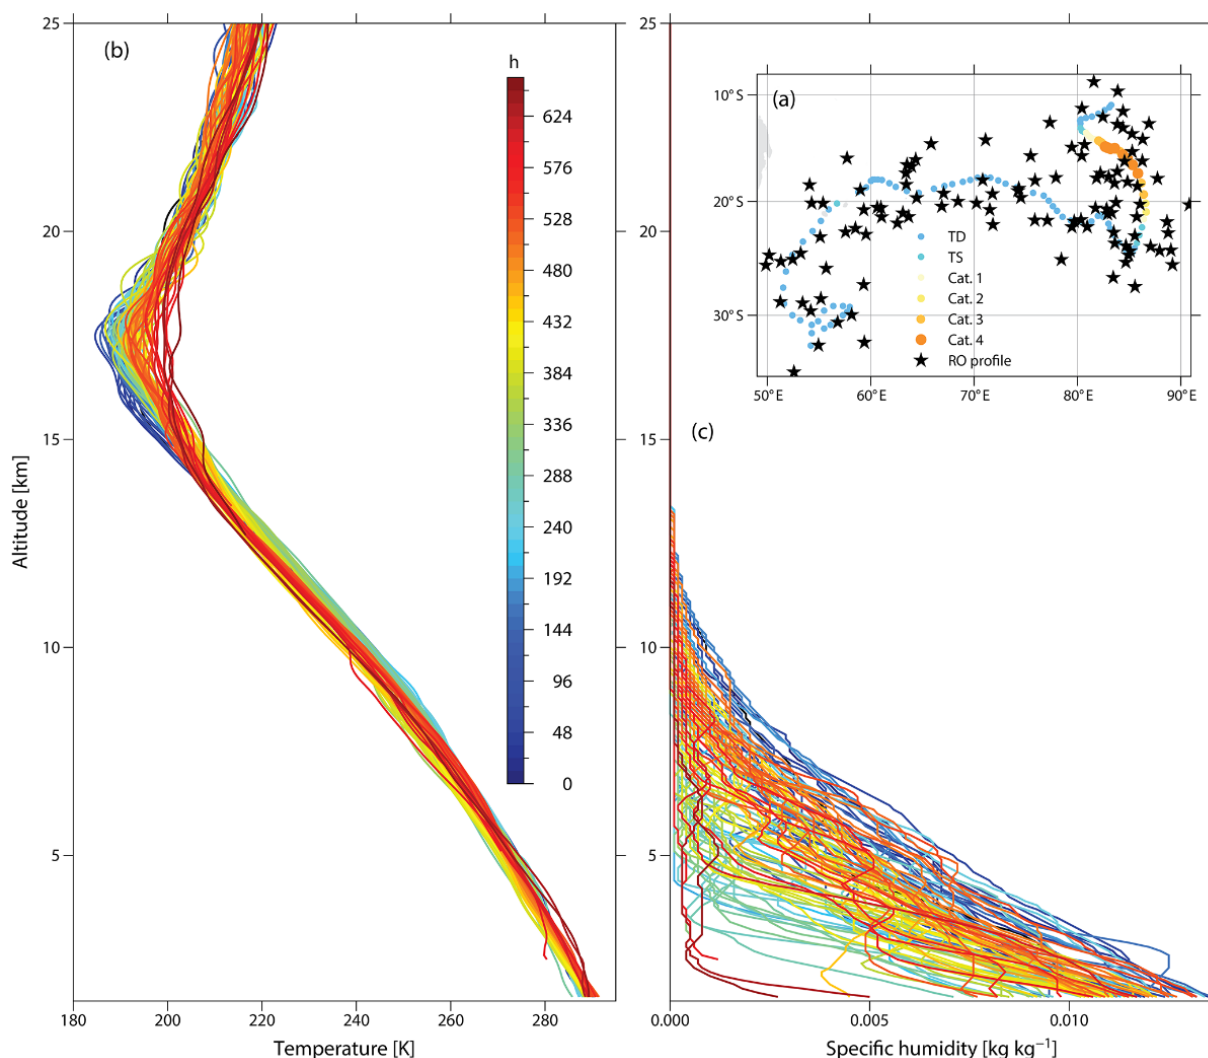 25
20
15
10
5
Altitude [km]
180
200
220
240
260
280
Temperature [K]
(b)
h
624
576
528
480
432
384
336
288
240
192
144
96
48
0
25
20
15
10
5
(a)
10°S
20°S
30°S
50°E
60°E
70°E
80°E
90°E
TD
TS
Cat. 1
Cat. 2
Cat. 3
Cat. 4
RO profile
(c)
0.000
0.005
0.010
Specific humidity [kg kg⁻¹]